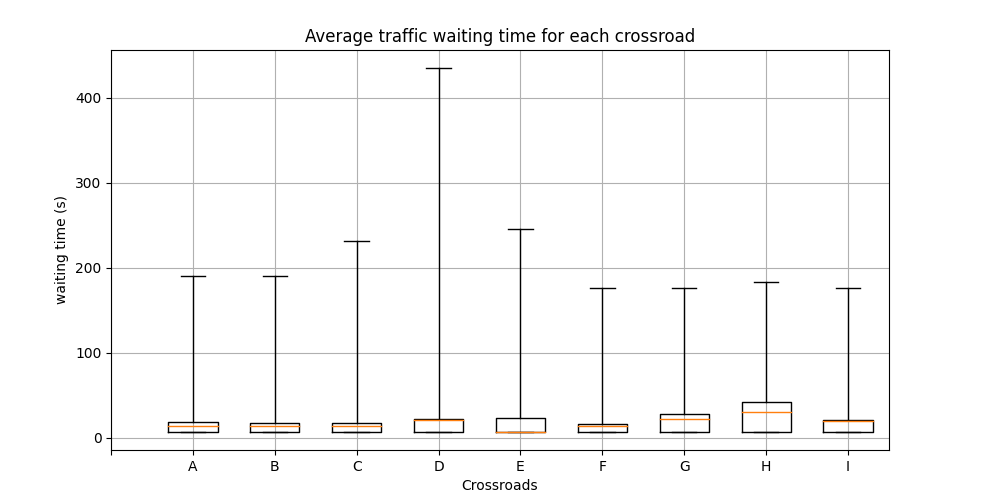 Average traffic waiting time for each crossroad
400
300
200
100
0
waiting time (s)
A B C D E F G H I
Crossroads